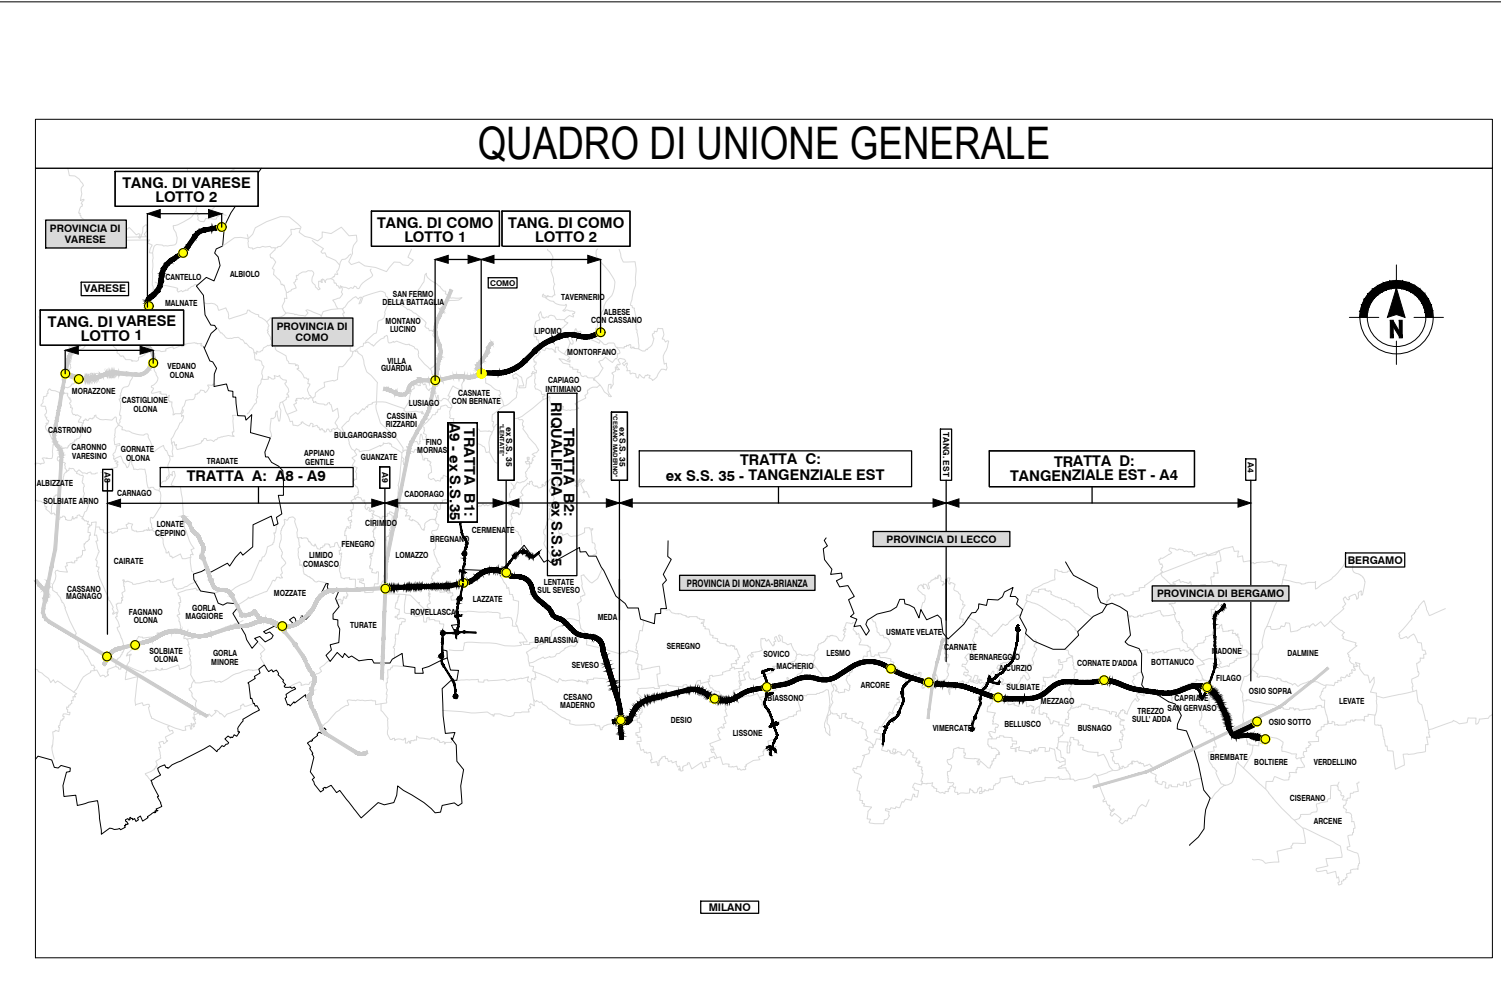 QUADRO DI UNIONE GENERALE
TANG. DI VARESE
LOTTO 2
PROVINCIA DI
VARESE
TANG. DI COMO
LOTTO 1
TANG. DI COMO
LOTTO 2
CANTELLO
ALBIOLO
VARESE
MALNATE
COMO
SAN FERMO
DELLA BATTAGLIA
TAVERNERIO
ALBESE
CON CASSANO
TANG. DI VARESE
LOTTO 1
PROVINCIA DI
COMO
MONTANO
LUCINO
LIPOMO
MONTORFANO
N
VEDANO
OLONA
VILLA
GUARDIA
MORAZZONE
CASTIGLIONE
OLONA
LUSIAGO
CASNATE
CON BERNATE
CAPIAGO
INTIMIANO
CASSINA
RIZZARDI
CASTRONNO
BULGAROGRASSO
FINO
MORNAS
CARONNO
VARESINO
GORNATE
OLONA
TRADATE
APPIANO
GENTILE
GUANZATE
TRATTA B1:
A9 - ex S.S.35
ex S.S. 35
"LENTATE"
TRATTA B2:
RIQUALIFICA ex S.S.35
ex S.S. 35
"CESANO MADERNO"
TRATTA C:
ex S.S. 35 - TANGENZIALE EST
TANG. EST
TRATTA D:
TANGENZIALE EST - A4
A4
A8
TRATTA A: A8 - A9
A9
ALBIZZATE
SOLBIATE ARNO
CARNAGO
CADORAGO
LONATE
CEPPINO
CIRIMIDO
CERMENATE
FENEGRO
BREGNANO
PROVINCIA DI LECCO
CAIRATE
LIMIDO
COMASCO
LOMAZZO
BERGAMO
CASSANO
MAGNAGO
MOZZATE
LENTATE
SUL SEVESO
PROVINCIA DI MONZA-BRIANZA
PROVINCIA DI BERGAMO
FAGNANO
OLONA
GORLA
MAGGIORE
ROVELLASCA
LAZZATE
TURATE
MEDA
USMATE VELATE
BARLASSINA
SEREGNO
CARNATE
SOLBIATE
OLONA
GORLA
MINORE
SOVICO
LESMO
BERNAREGGIO
MADONE
DALMINE
SEVESO
MACHERIO
AICURZIO
CORNATE D'ADDA
BOTTANUCO
FILAGO
ARCORE
SULBIATE
OSIO SOPRA
CESANO
MADERNO
BIASSONO
MEZZAGO
CAPRIATE
SAN GERVASO
LEVATE
DESIO
TREZZO
SULL' ADDA
LISSONE
VIMERCATE
BELLUSCO
BUSNAGO
OSIO SOTTO
BREMBATE
BOLTIERE
VERDELLINO
CISERANO
ARCENE
MILANO